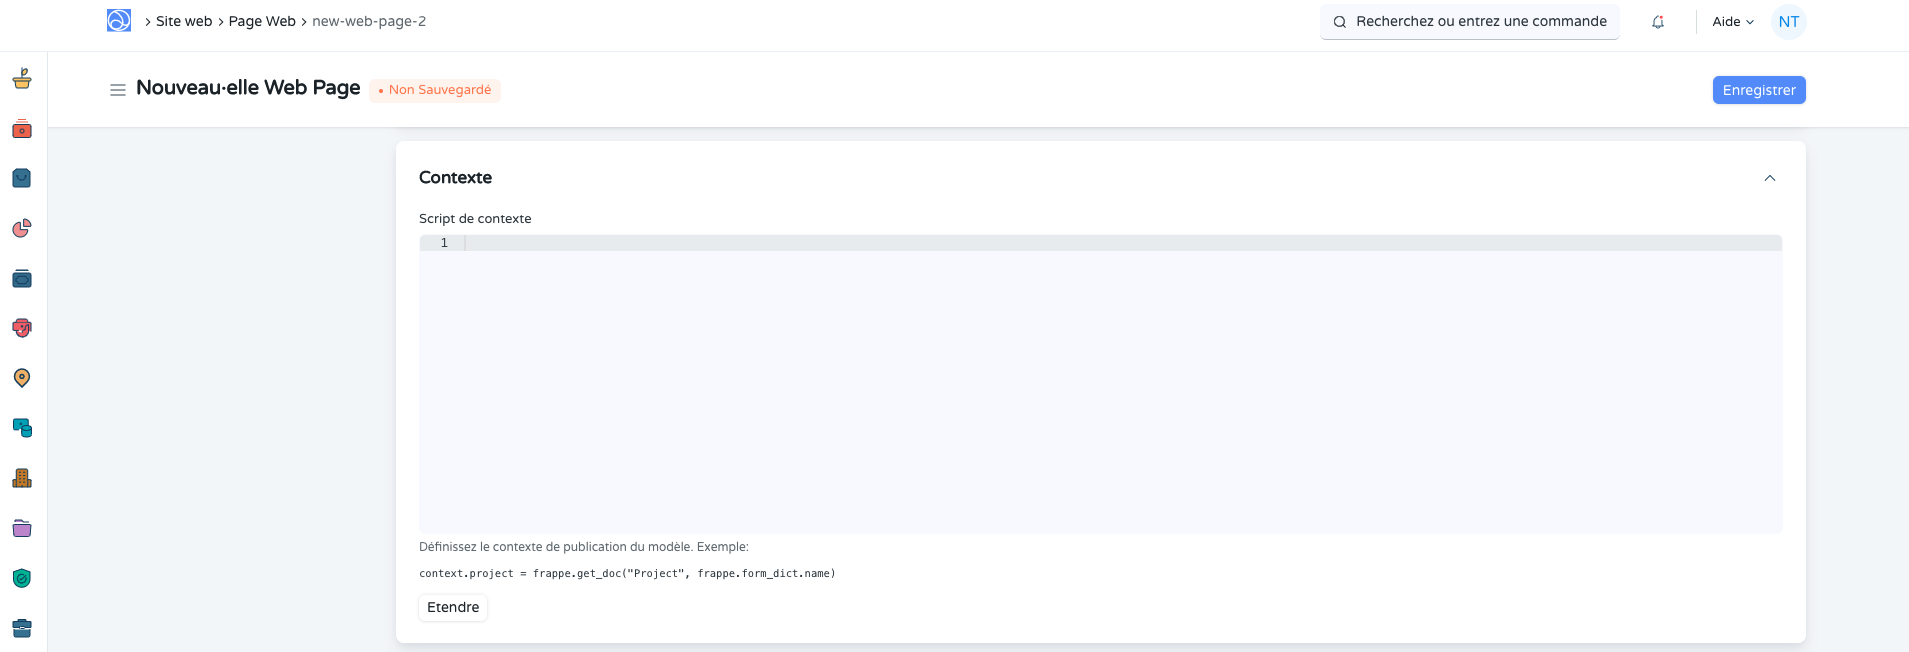 Site web Page Web new-web-page-2
Recherchez ou entrez une commande
Aide
NT
Nouveau·elle Web Page
Non Sauvegardé
Enregistrer
Contexte
Script de contexte
1
Définissez le contexte de publication du modèle. Exemple:
context.project = frappe.get_doc("Project", frappe.form_dict.name)
Etendre